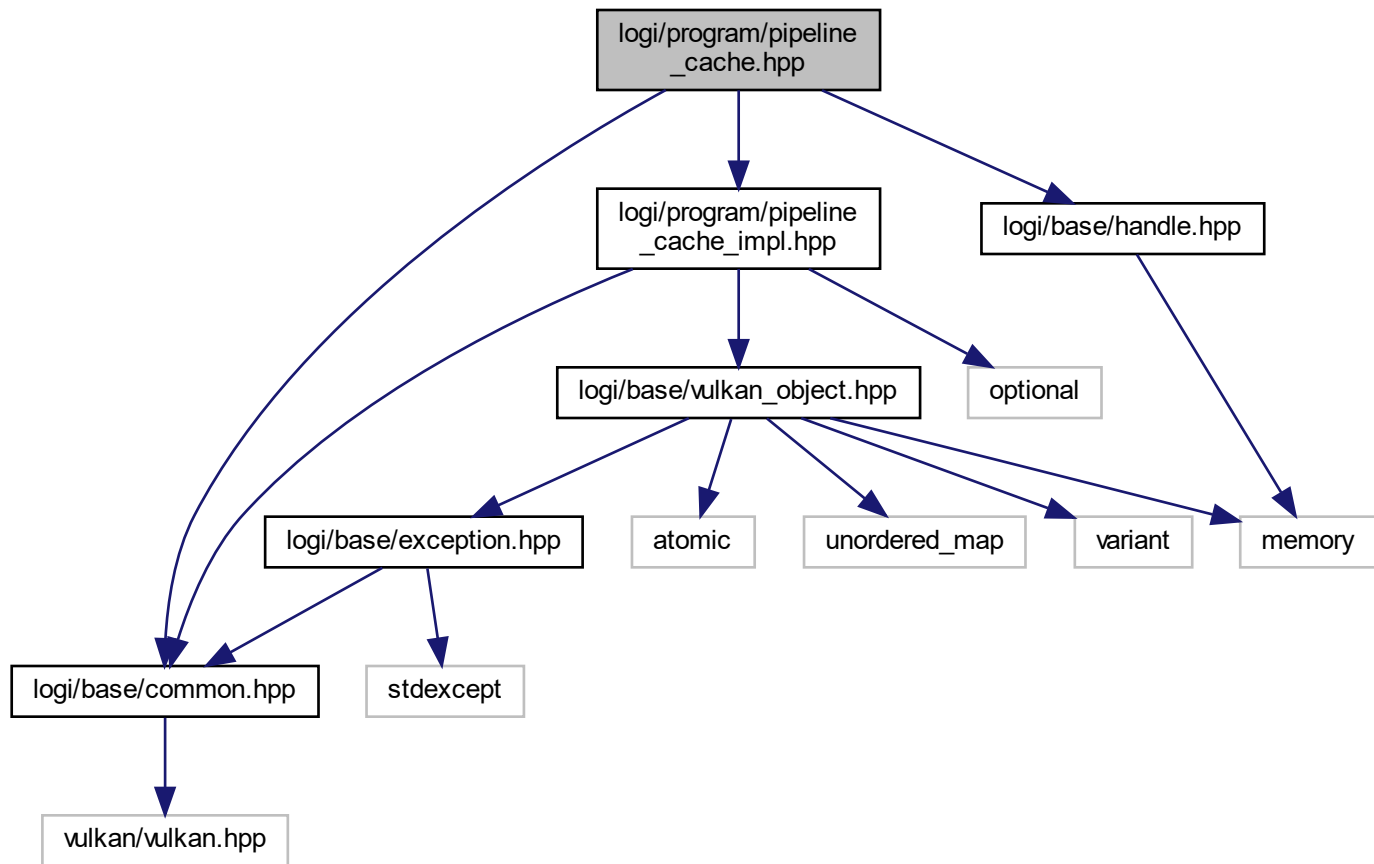 logi/program/pipeline
_cache.hpp
logi/program/pipeline
_cache_impl.hpp
logi/base/handle.hpp
logi/base/vulkan_object.hpp
optional
logi/base/exception.hpp
atomic
unordered_map
variant
memory
logi/base/common.hpp
stdexcept
vulkan/vulkan.hpp